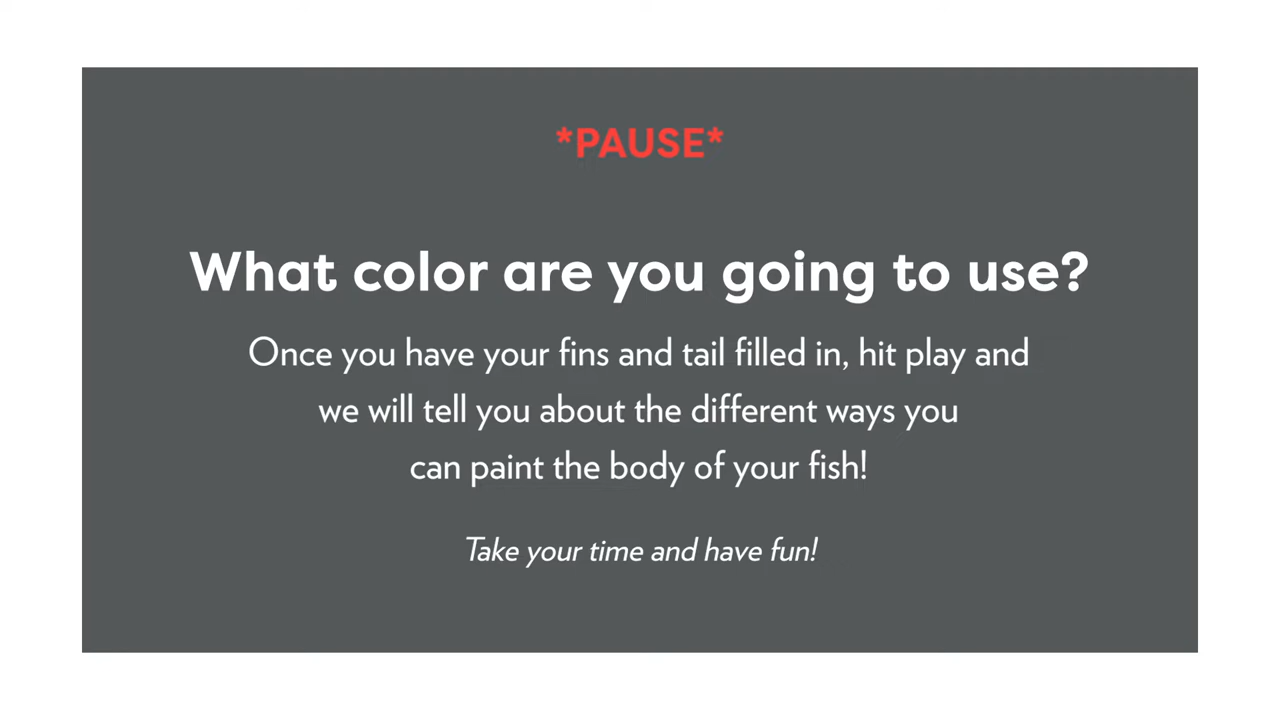 *PAUSE*
What color are you going to use?
Once you have your fins and tail filled in, hit play and
we will tell you about the different ways you
can paint the body of your fish!
Take your time and have fun!